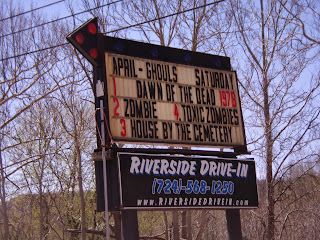 APRIL - GHOULS SATURDAY
1 DAWN OF THE DEAD 1978
2 ZOMBIE 4 TOXIC ZOMBIES
3 HOUSE BY THE CEMETERY
RIVERSIDE DRIVE-IN
(724)-568-1250
WWW.RIVERSIDEDRIVEIN.COM